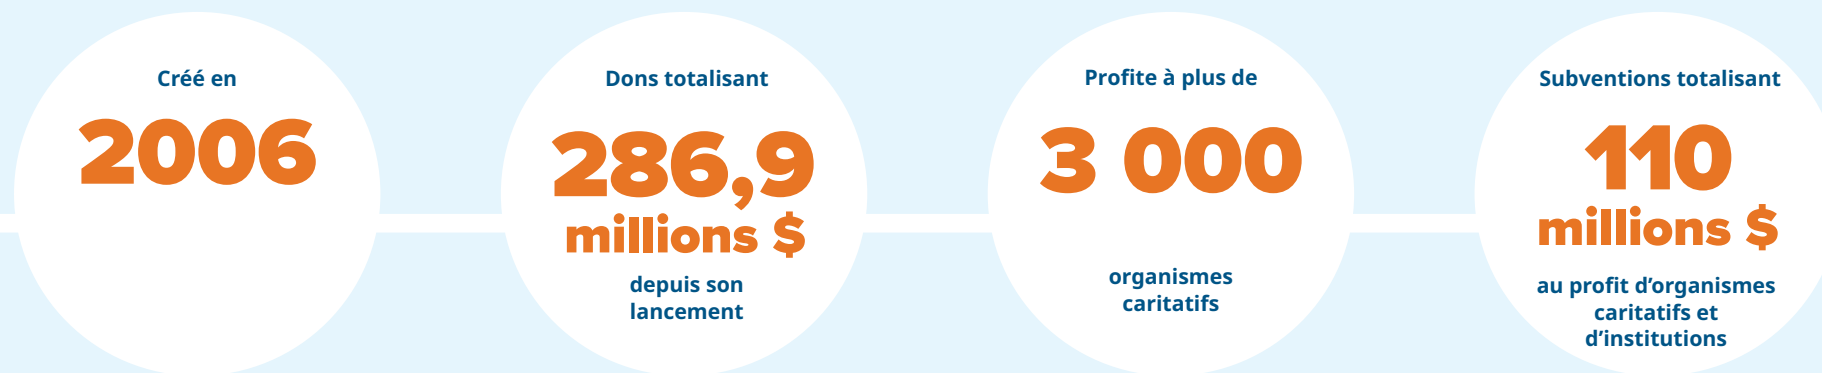 Créé en
2006
Dons totalisant
286,9
millions $
depuis son
lancement
Profite à plus de
3 000
organismes
caritatifs
Subventions totalisant
110
millions $
au profit d’organismes
caritatifs et
d’institutions